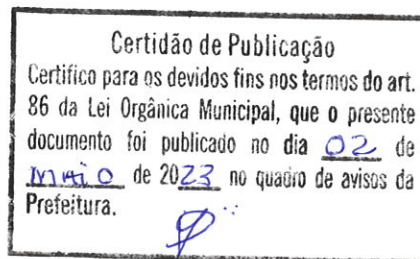 Certidão de Publicação
Certifico para os devidos fins nos termos do art.
86 da Lei Orgânica Municipal, que o presente
documento foi publicado no dia 02 de
maio de 2023 no quadro de avisos da
Prefeitura.